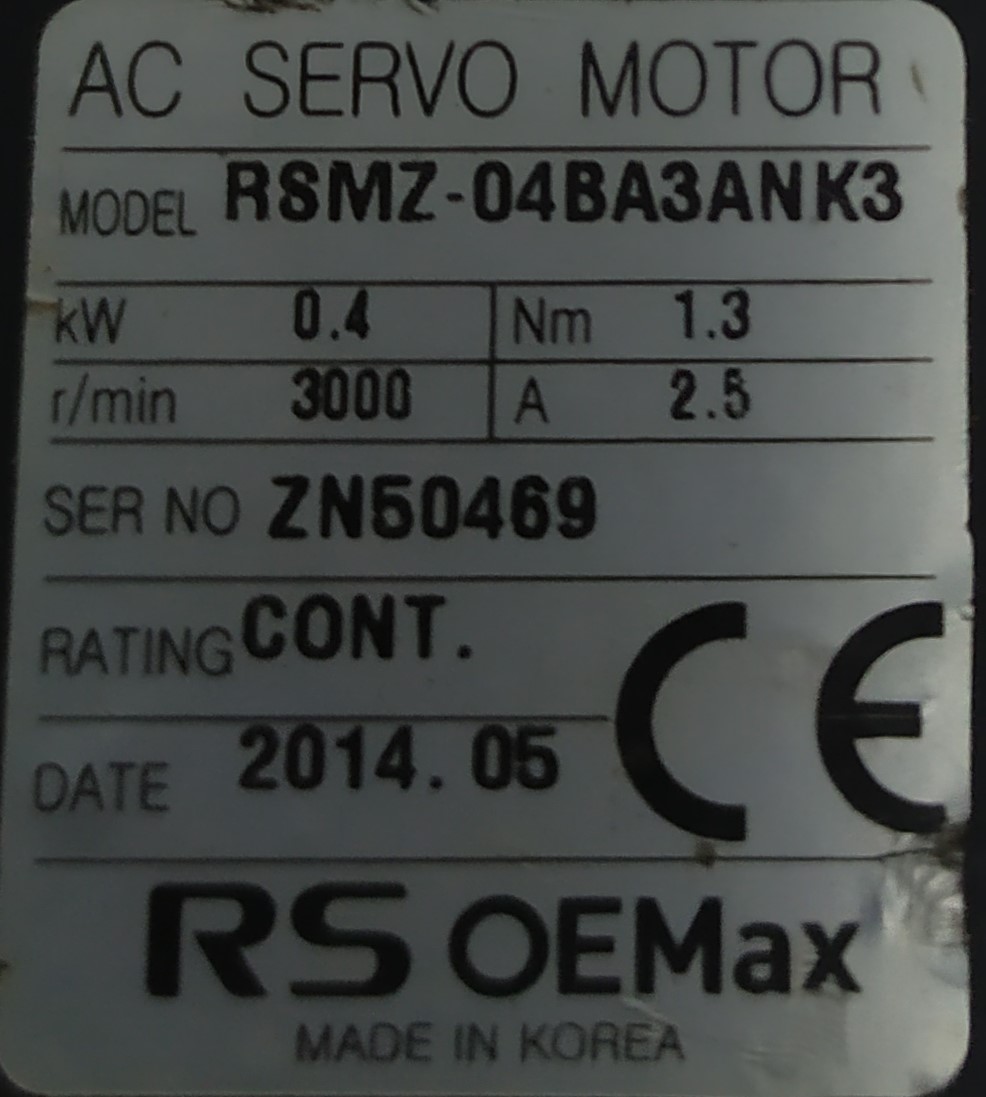 AC SERVO MOTOR
MODEL RSMZ-04BA3ANK3
kW 0.4 Nm 1.3
r/min 3000 A 2.5
SER NO ZN50469
RATING CONT.
DATE 2014.05
CE
RS OEMax
MADE IN KOREA